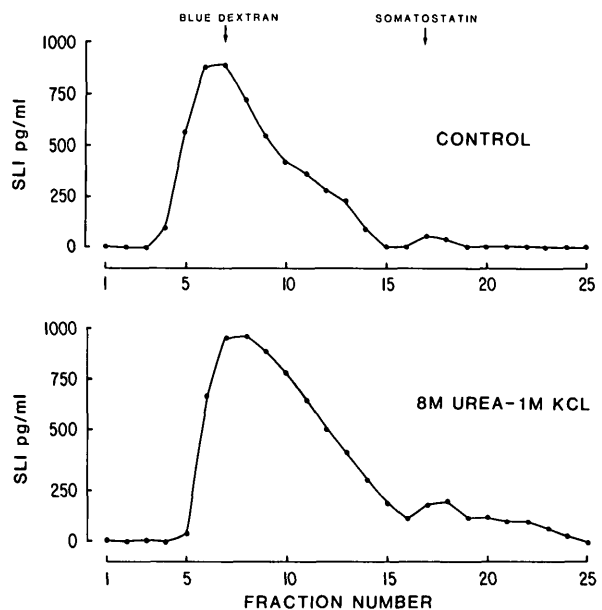 BLUE DEXTRAN SOMATOSTATIN
1000
750
500
250
0
SLI pg/ml
CONTROL
1 5 10 15 20 25
1000
750
500
250
0
SLI pg/ml
8M UREA-1M KCL
1 5 10 15 20 25
FRACTION NUMBER